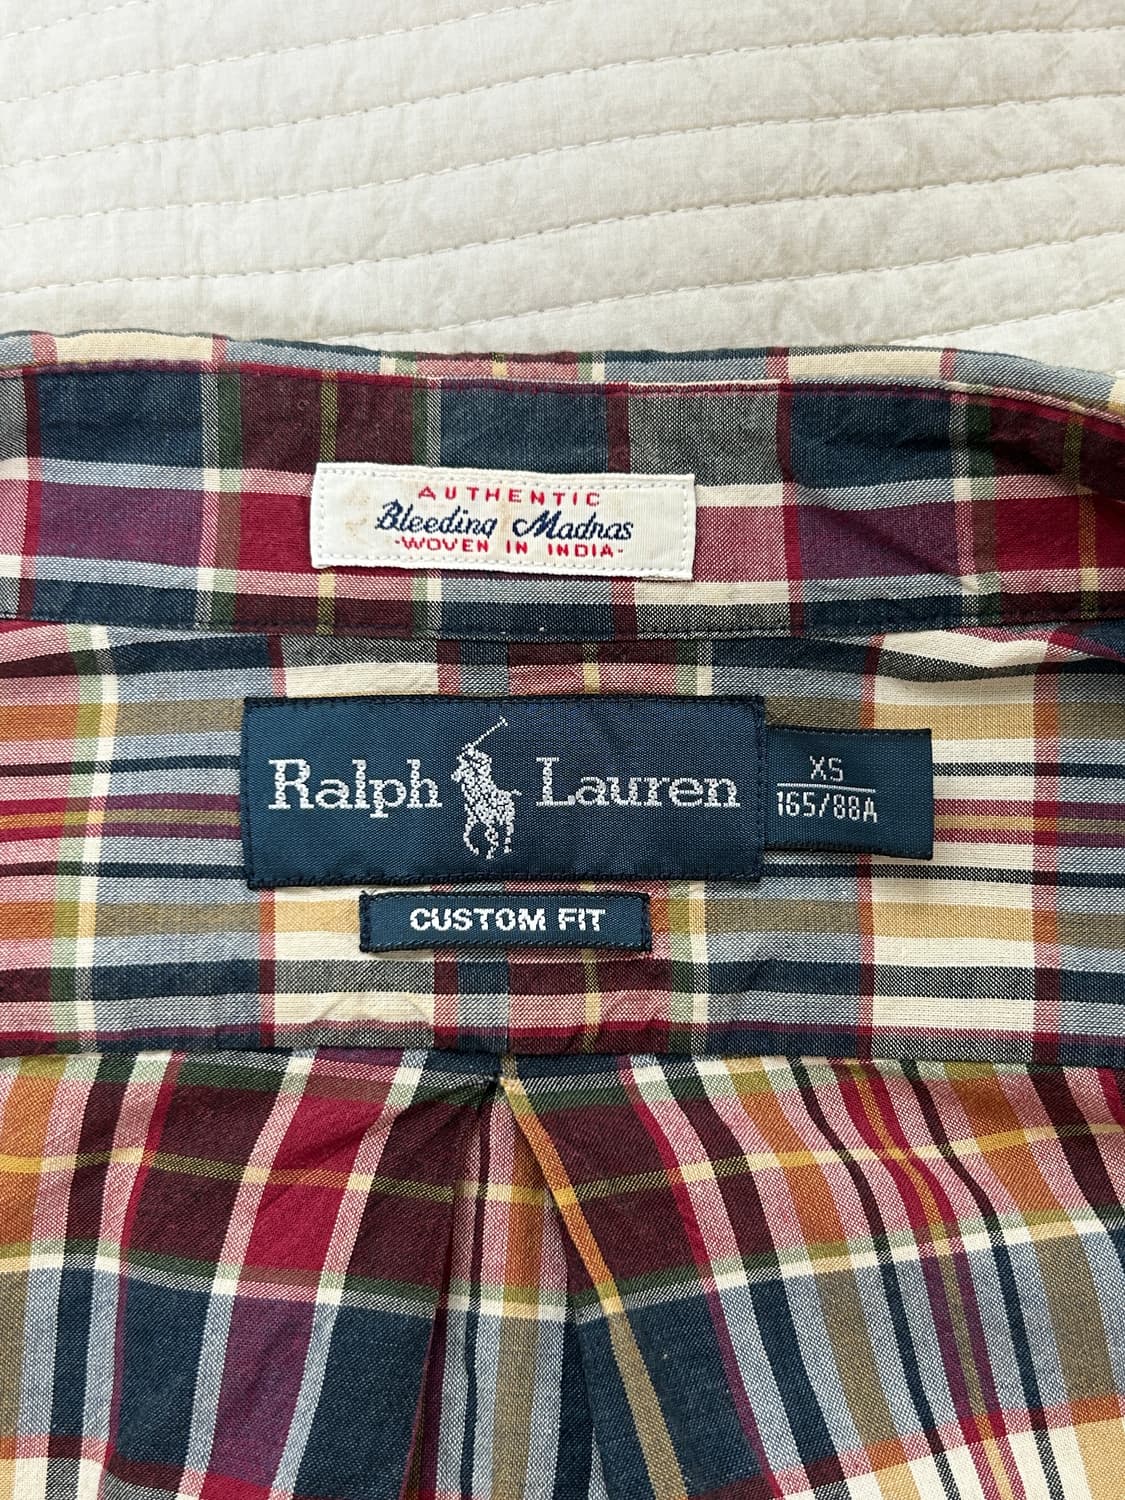 AUTHENTIC
Bleeding Madras
-WOVEN IN INDIA-
Ralph Lauren
XS
165/88A
CUSTOM FIT